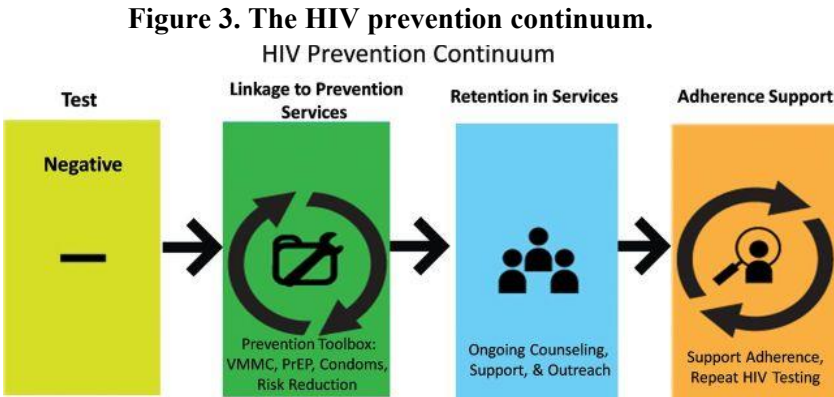 Figure 3. The HIV prevention continuum.
HIV Prevention Continuum
Test
Negative
Linkage to Prevention
Services
Prevention Toolbox:
VMMC, PrEP, Condoms,
Risk Reduction
Retention in Services
Ongoing Counseling,
Support, & Outreach
Adherence Support
Support Adherence,
Repeat HIV Testing